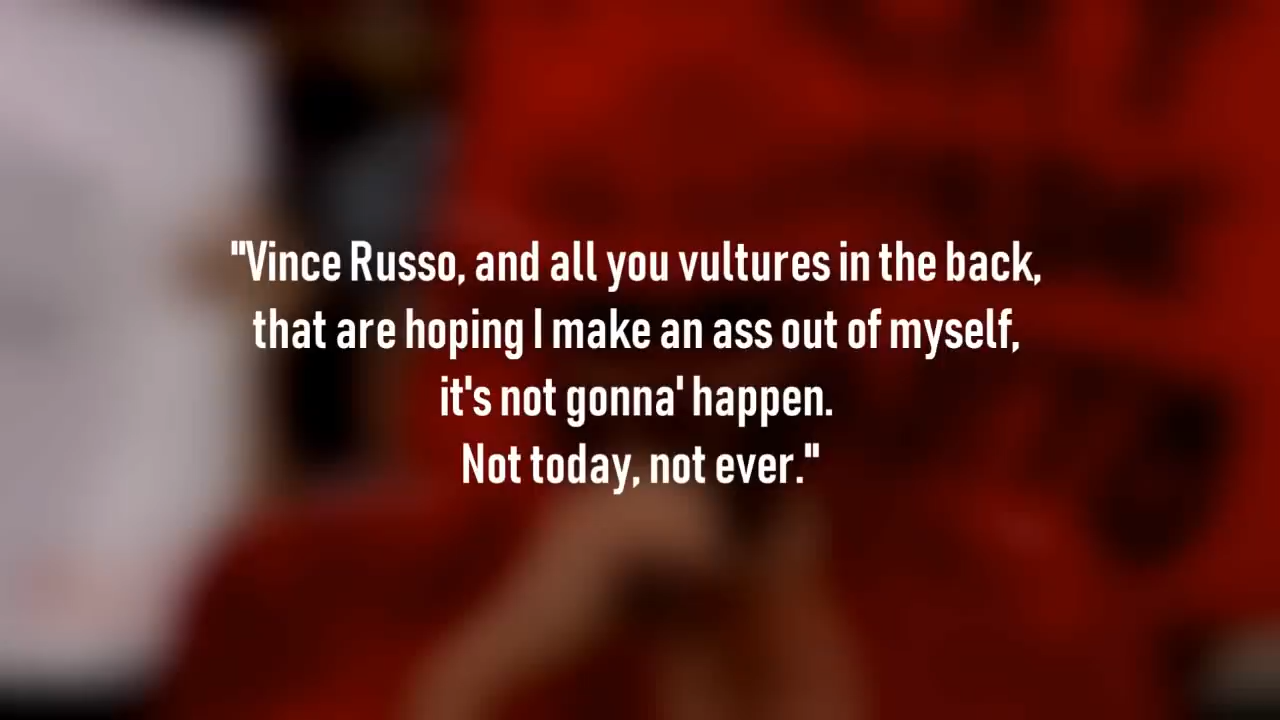 "Vince Russo, and all you vultures in the back,
that are hoping I make an ass out of myself,
it's not gonna' happen.
Not today, not ever."